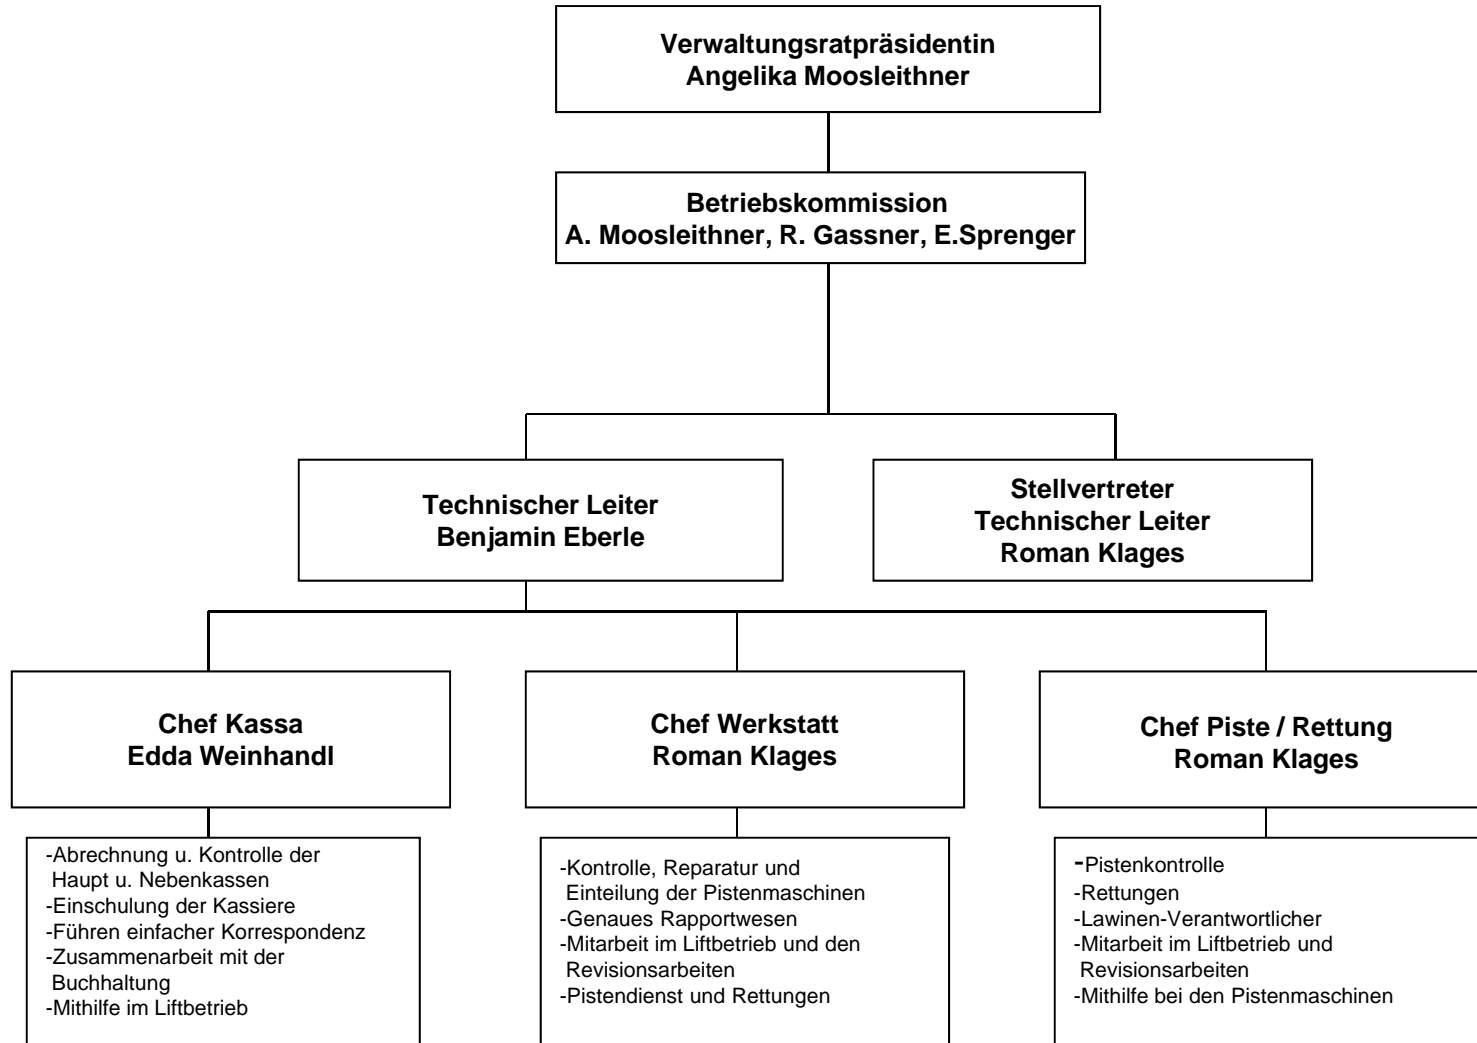 Verwaltungsratpräsidentin
Angelika Moosleithner
Betriebskommission
A. Moosleithner, R. Gassner, E.Sprenger
Technischer Leiter
Benjamin Eberle
Stellvertreter
Technischer Leiter
Roman Klages
Chef Kassa
Edda Weinhandl
Chef Werkstatt
Roman Klages
Chef Piste / Rettung
Roman Klages
-Abrechnung u. Kontrolle der
Haupt u. Nebenkassen
-Einschulung der Kassiere
-Führen einfacher Korrespondenz
-Zusammenarbeit mit der
Buchhaltung
-Mithilfe im Liftbetrieb
-Kontrolle, Reparatur und
Einteilung der Pistenmaschinen
-Genaues Rapportwesen
-Mitarbeit im Liftbetrieb und den
Revisionsarbeiten
-Pistendienst und Rettungen
-Pistenkontrolle
-Rettungen
-Lawinen-Verantwortlicher
-Mitarbeit im Liftbetrieb und
Revisionsarbeiten
-Mithilfe bei den Pistenmaschinen